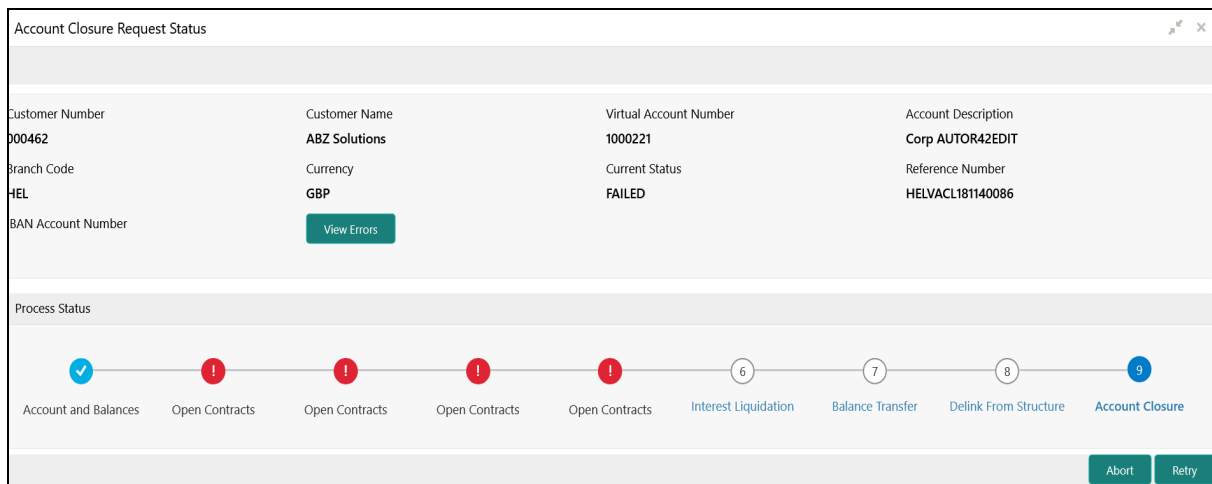 Account Closure Request Status
Customer Number Customer Name Virtual Account Number Account Description
000462 ABZ Solutions 1000221 Corp AUTOR42EDIT
Branch Code Currency Current Status Reference Number
HEL GBP FAILED HELVACL181140086
IBAN Account Number View Errors
Process Status
! ! ! ! 6 7 8 9
Account and Balances Open Contracts Open Contracts Open Contracts Open Contracts Interest Liquidation Balance Transfer Delink From Structure Account Closure
Abort Retry